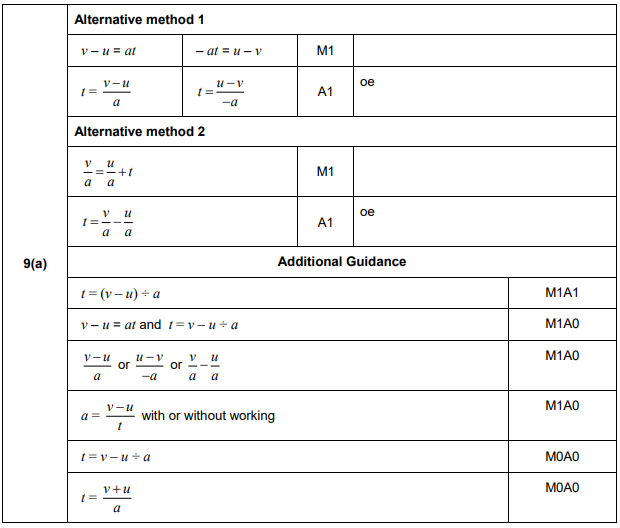 Alternative method 1
v – u = at   – at = u – v   M1
t = (v – u)/a   t = (u – v)/–a   A1   oe
Alternative method 2
v/a = u/a + t   M1
t = v/a – u/a   A1   oe
9(a)
Additional Guidance
t = (v – u) ÷ a   M1A1
v – u = at and t = v – u ÷ a   M1A0
v–u/a or u–v/–a or v/a – u/a   M1A0
a = v–u/t with or without working   M1A0
t = v – u ÷ a   M0A0
t = v+u/a   M0A0